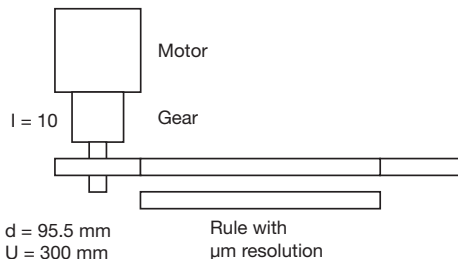 Motor
I = 10
Gear
d = 95.5 mm
U = 300 mm
Rule with
µm resolution